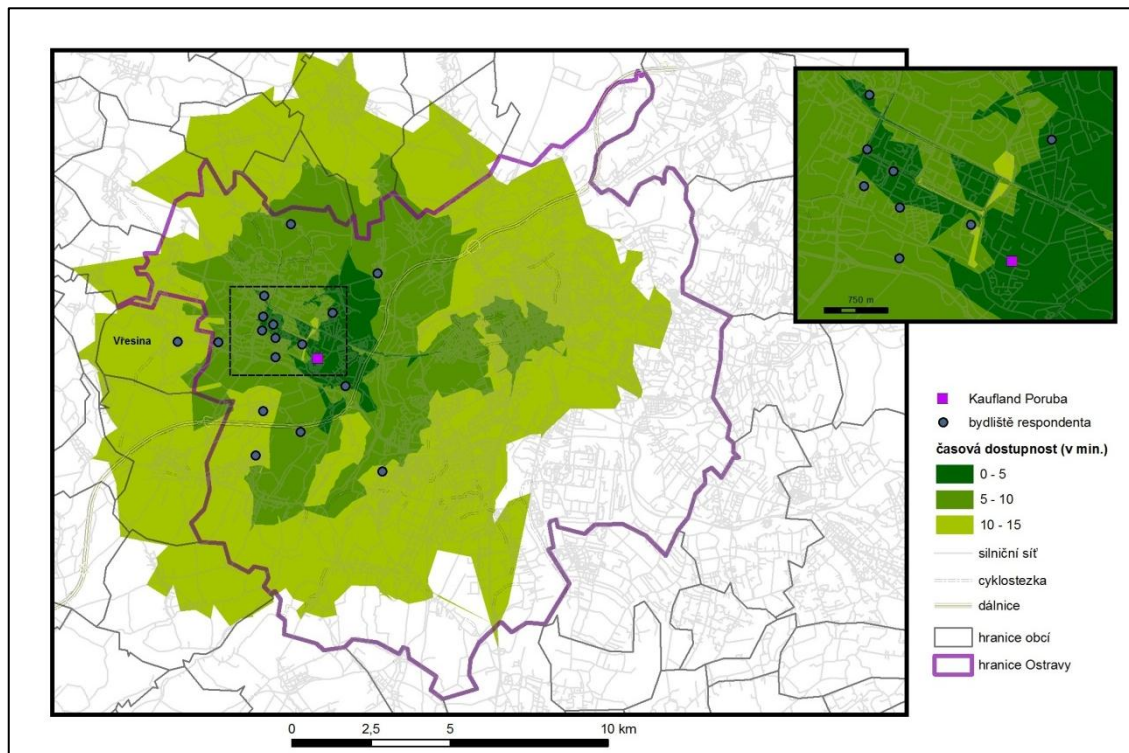 Vřesina
750 m
Kaufland Poruba
bydliště respondenta
časová dostupnost (v min.)
0 - 5
5 - 10
10 - 15
silniční síť
cyklostezka
dálnice
hranice obcí
hranice Ostravy
0 2,5 5 10 km